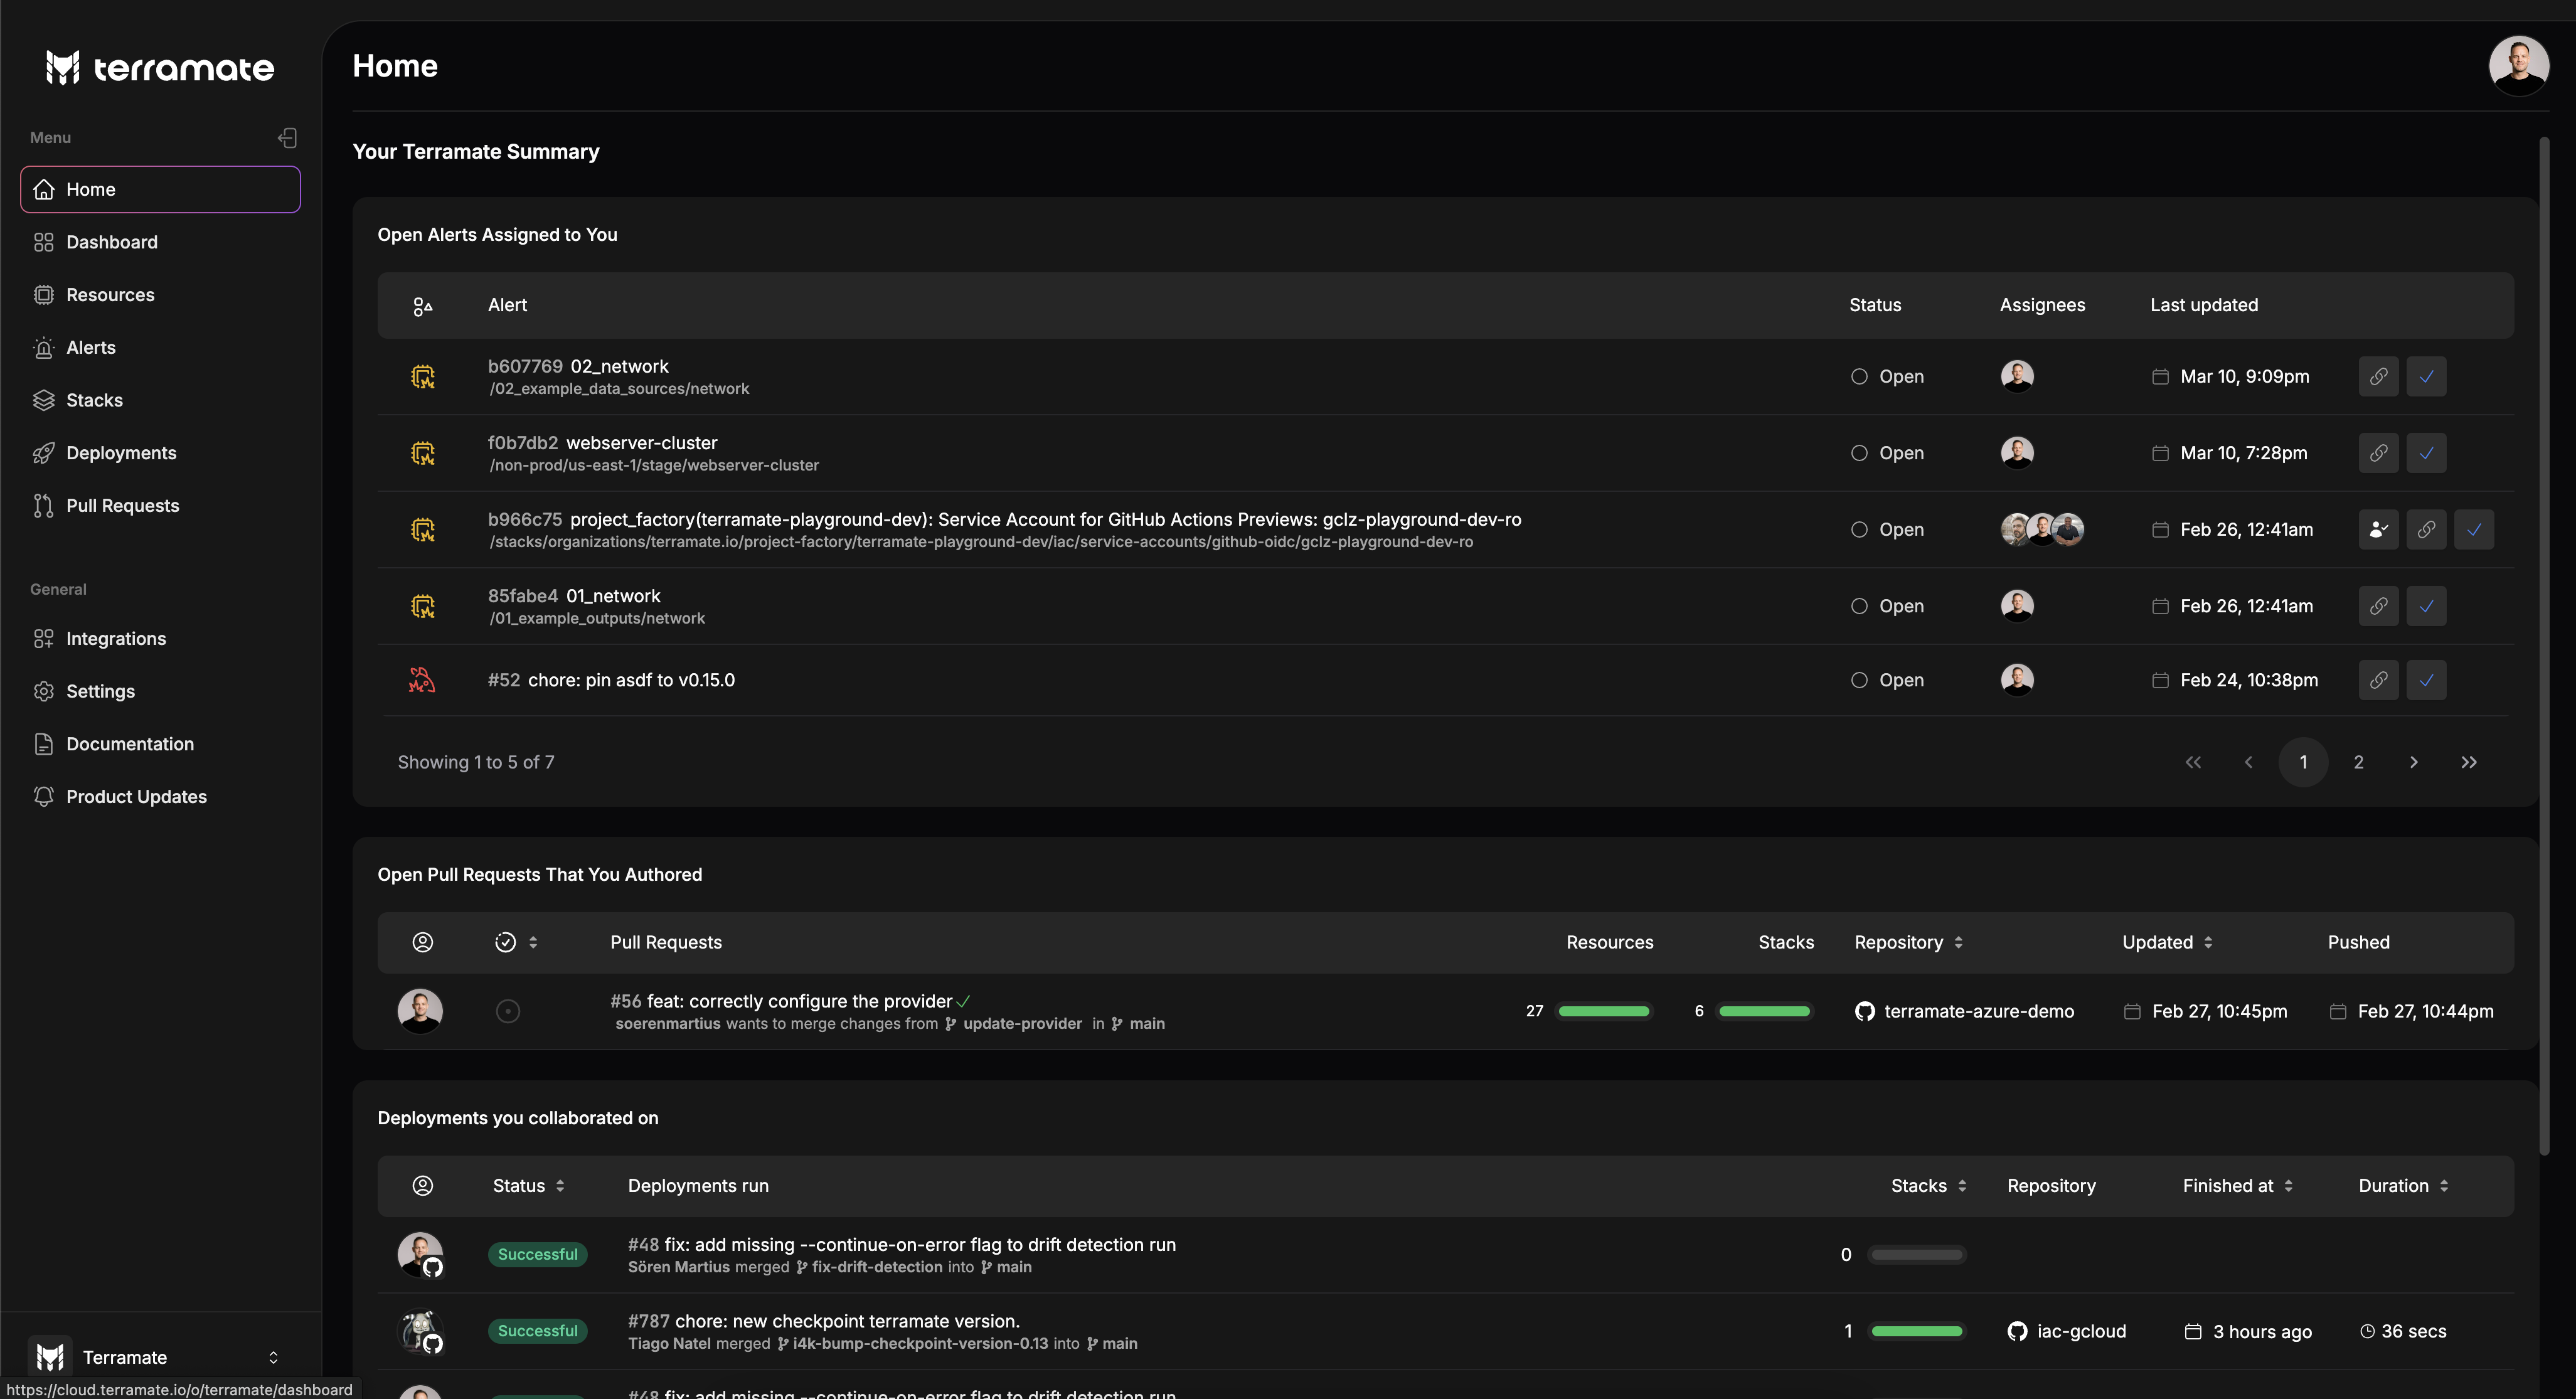 terramate
Home
Menu
Home
Dashboard
Resources
Alerts
Stacks
Deployments
Pull Requests
General
Integrations
Settings
Documentation
Product Updates
Terramate
https://cloud.terramate.io/o/terramate/dashboard
Your Terramate Summary
Open Alerts Assigned to You
Alert Status Assignees Last updated
b607769 02_network Open Mar 10, 9:09pm
/02_example_data_sources/network
f0b7db2 webserver-cluster Open Mar 10, 7:28pm
/non-prod/us-east-1/stage/webserver-cluster
b966c75 project_factory(terramate-playground-dev): Service Account for GitHub Actions Previews: gclz-playground-dev-ro Open Feb 26, 12:41am
/stacks/organizations/terramate.io/project-factory/terramate-playground-dev/iac/service-accounts/github-oidc/gclz-playground-dev-ro
85fabe4 01_network Open Feb 26, 12:41am
/01_example_outputs/network
#52 chore: pin asdf to v0.15.0 Open Feb 24, 10:38pm
Showing 1 to 5 of 7 1 2
Open Pull Requests That You Authored
Pull Requests Resources Stacks Repository Updated Pushed
#56 feat: correctly configure the provider 27 6 terramate-azure-demo Feb 27, 10:45pm Feb 27, 10:44pm
soerenmartius wants to merge changes from update-provider in main
Deployments you collaborated on
Status Deployments run Stacks Repository Finished at Duration
Successful #48 fix: add missing --continue-on-error flag to drift detection run 0
Sören Martius merged fix-drift-detection into main
Successful #787 chore: new checkpoint terramate version. 1 iac-gcloud 3 hours ago 36 secs
Tiago Natel merged i4k-bump-checkpoint-version-0.13 into main
#48 fix: add missing --continue-on-error flag to drift detection run